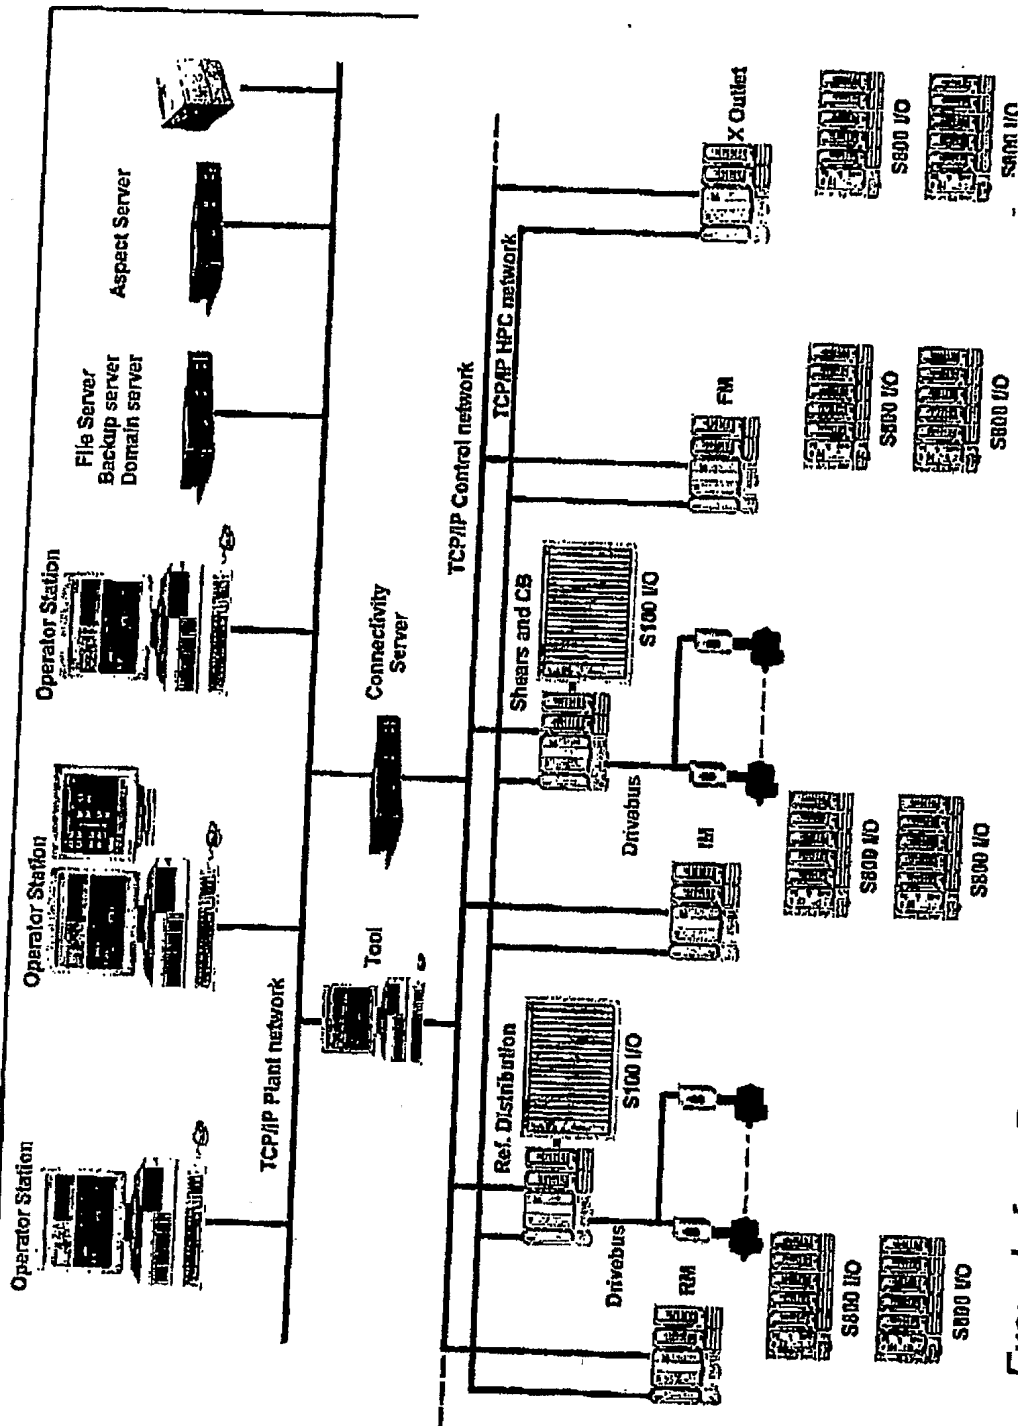 Operator Station
Operator Station
Operator Station
File Server
Backup server
Domain server
Aspect Server
TCP/IP Plant network
Tool
Connectivity
Server
TCP/IP Control network
TCP/IP HPC network
RM
Drivebus
Ref. Distribution
S100 I/O
IM
Drivebus
Shears and CB
S100 I/O
FM
X Outlet
S800 I/O
S800 I/O
S800 I/O
S800 I/O
S800 I/O
S800 I/O
S800 I/O
S800 I/O